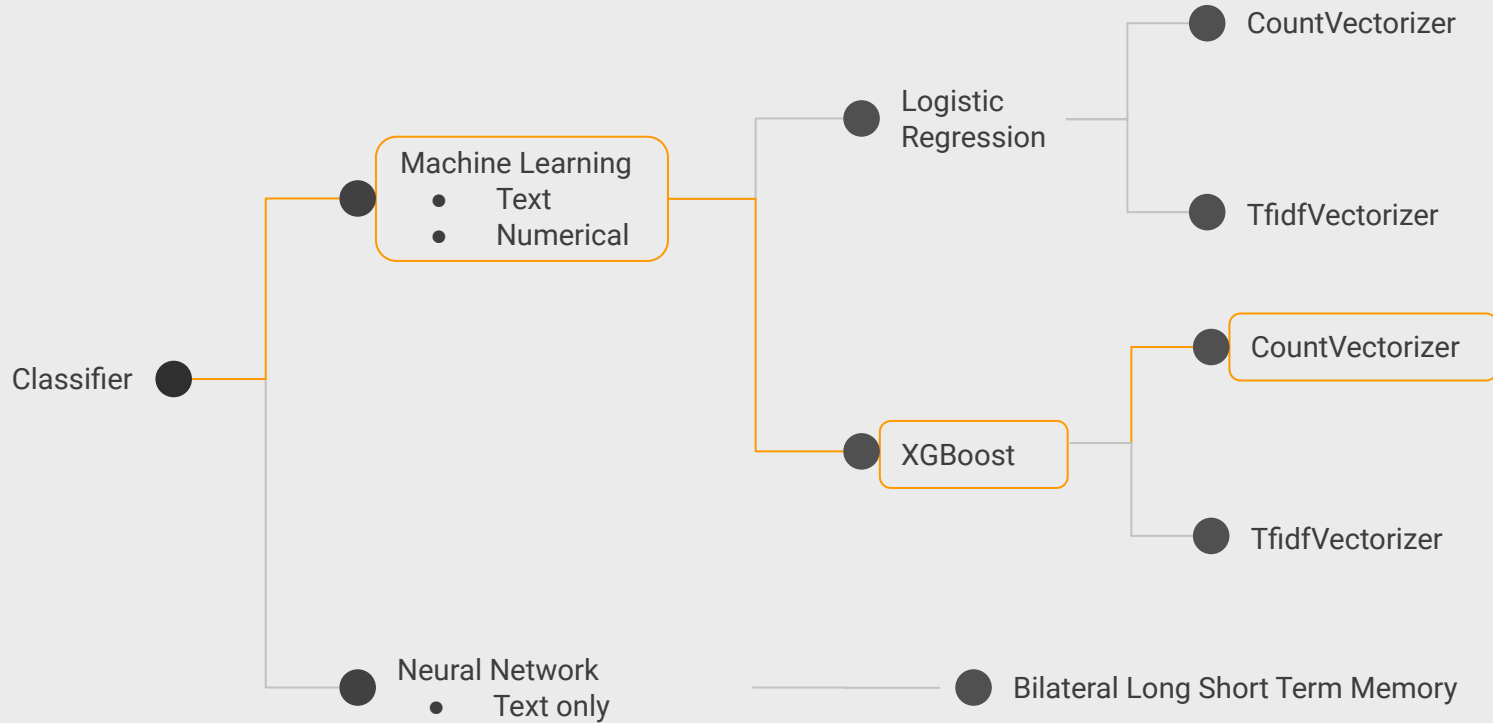 CountVectorizer
Logistic
Regression
Machine Learning
● Text
● Numerical
TfidfVectorizer
CountVectorizer
Classifier
XGBoost
TfidfVectorizer
Neural Network
● Text only
Bilateral Long Short Term Memory